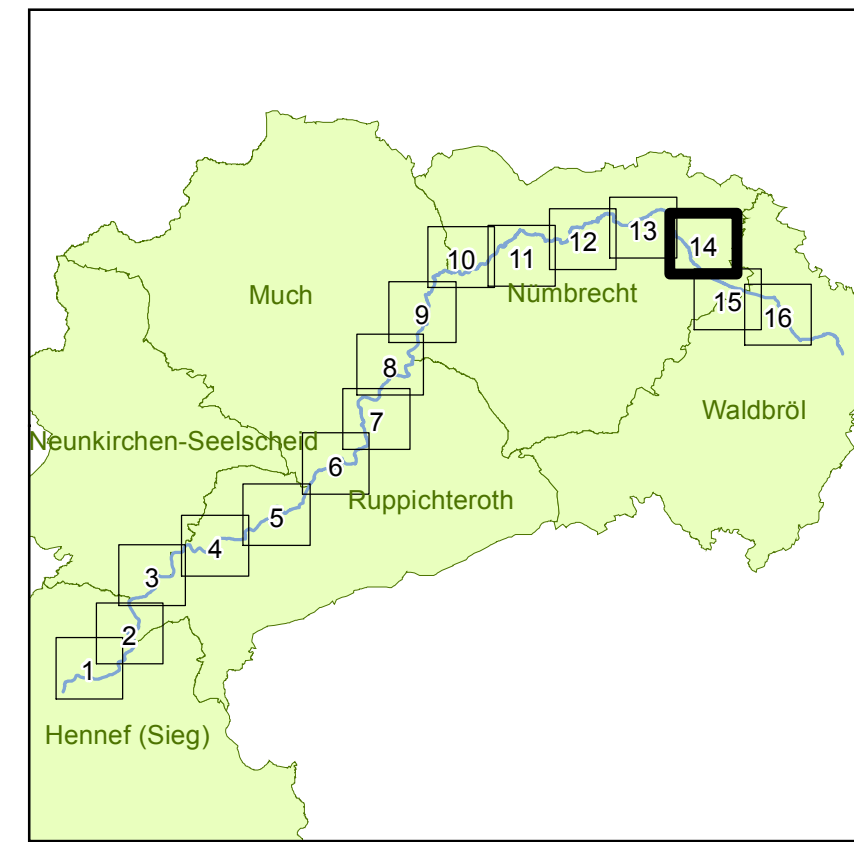 13
14
12
10
11
Much
Nümbrecht
15
9
16
8
Waldbröl
7
Neunkirchen-Seelscheid
6
Ruppichteroth
5
4
3
2
1
Hennef (Sieg)